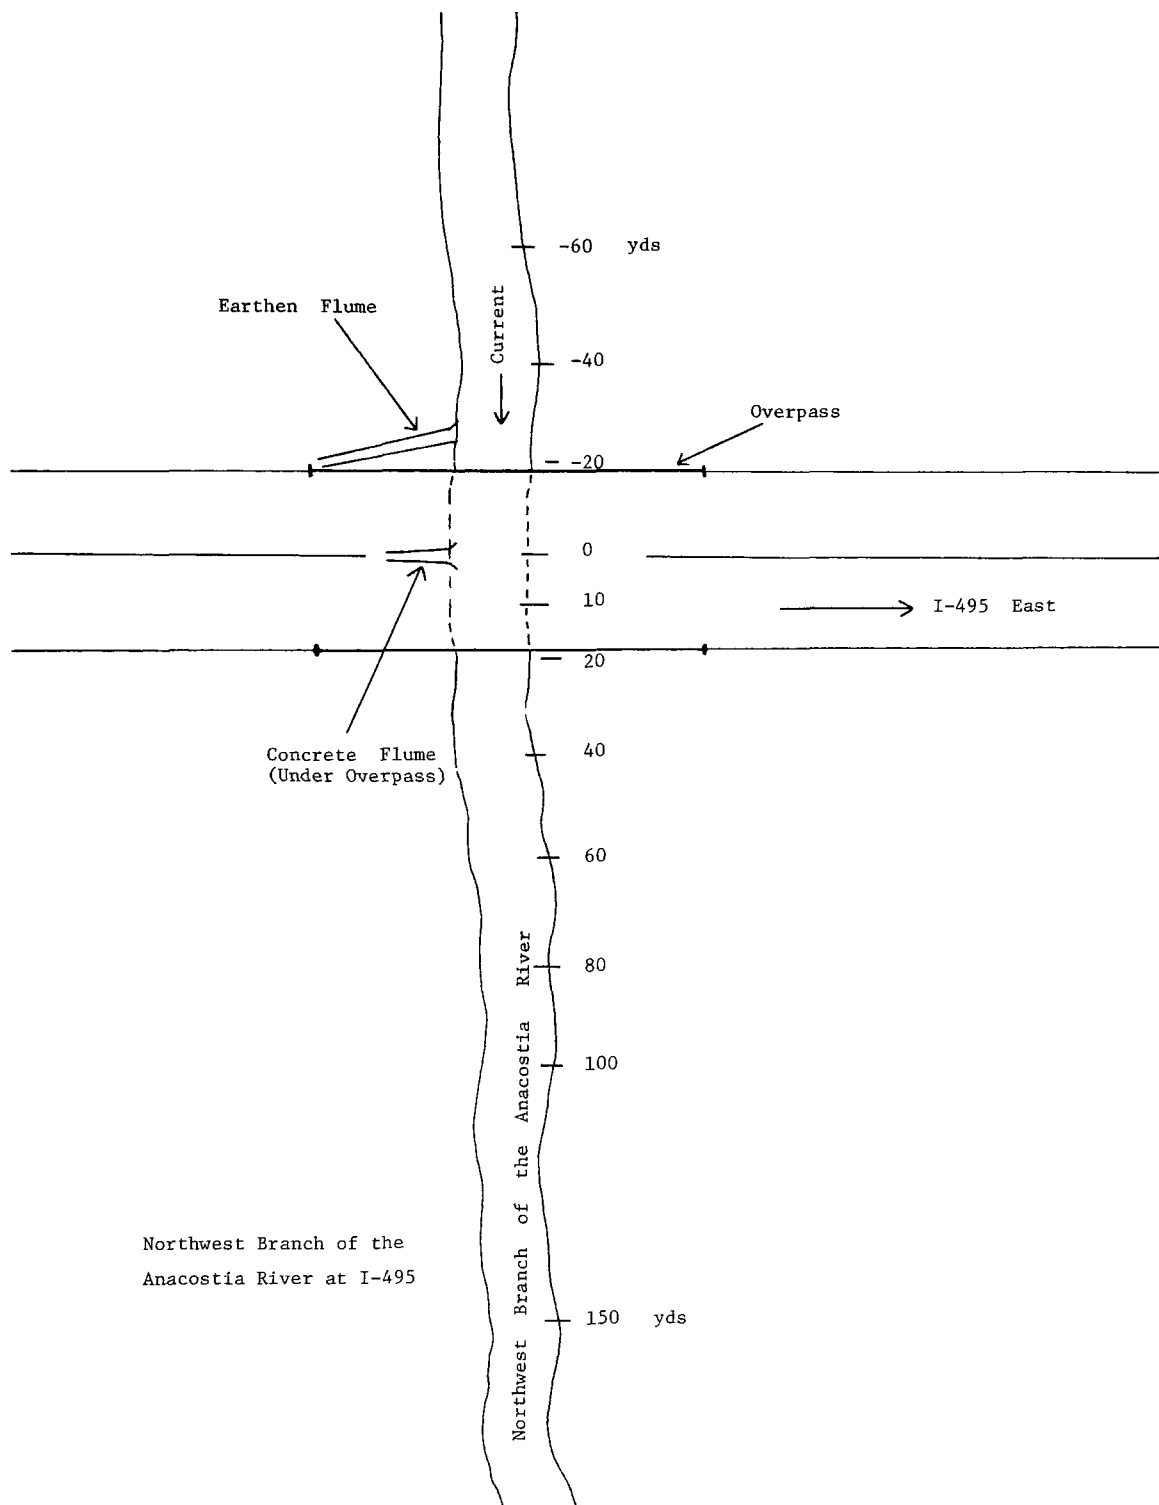 -60 yds
Earthen Flume
Current
-40
Overpass
-20
0
10
I-495 East
20
40
Concrete Flume
(Under Overpass)
60
80
100
Northwest Branch of the Anacostia River
Northwest Branch of the
Anacostia River at I-495
150 yds